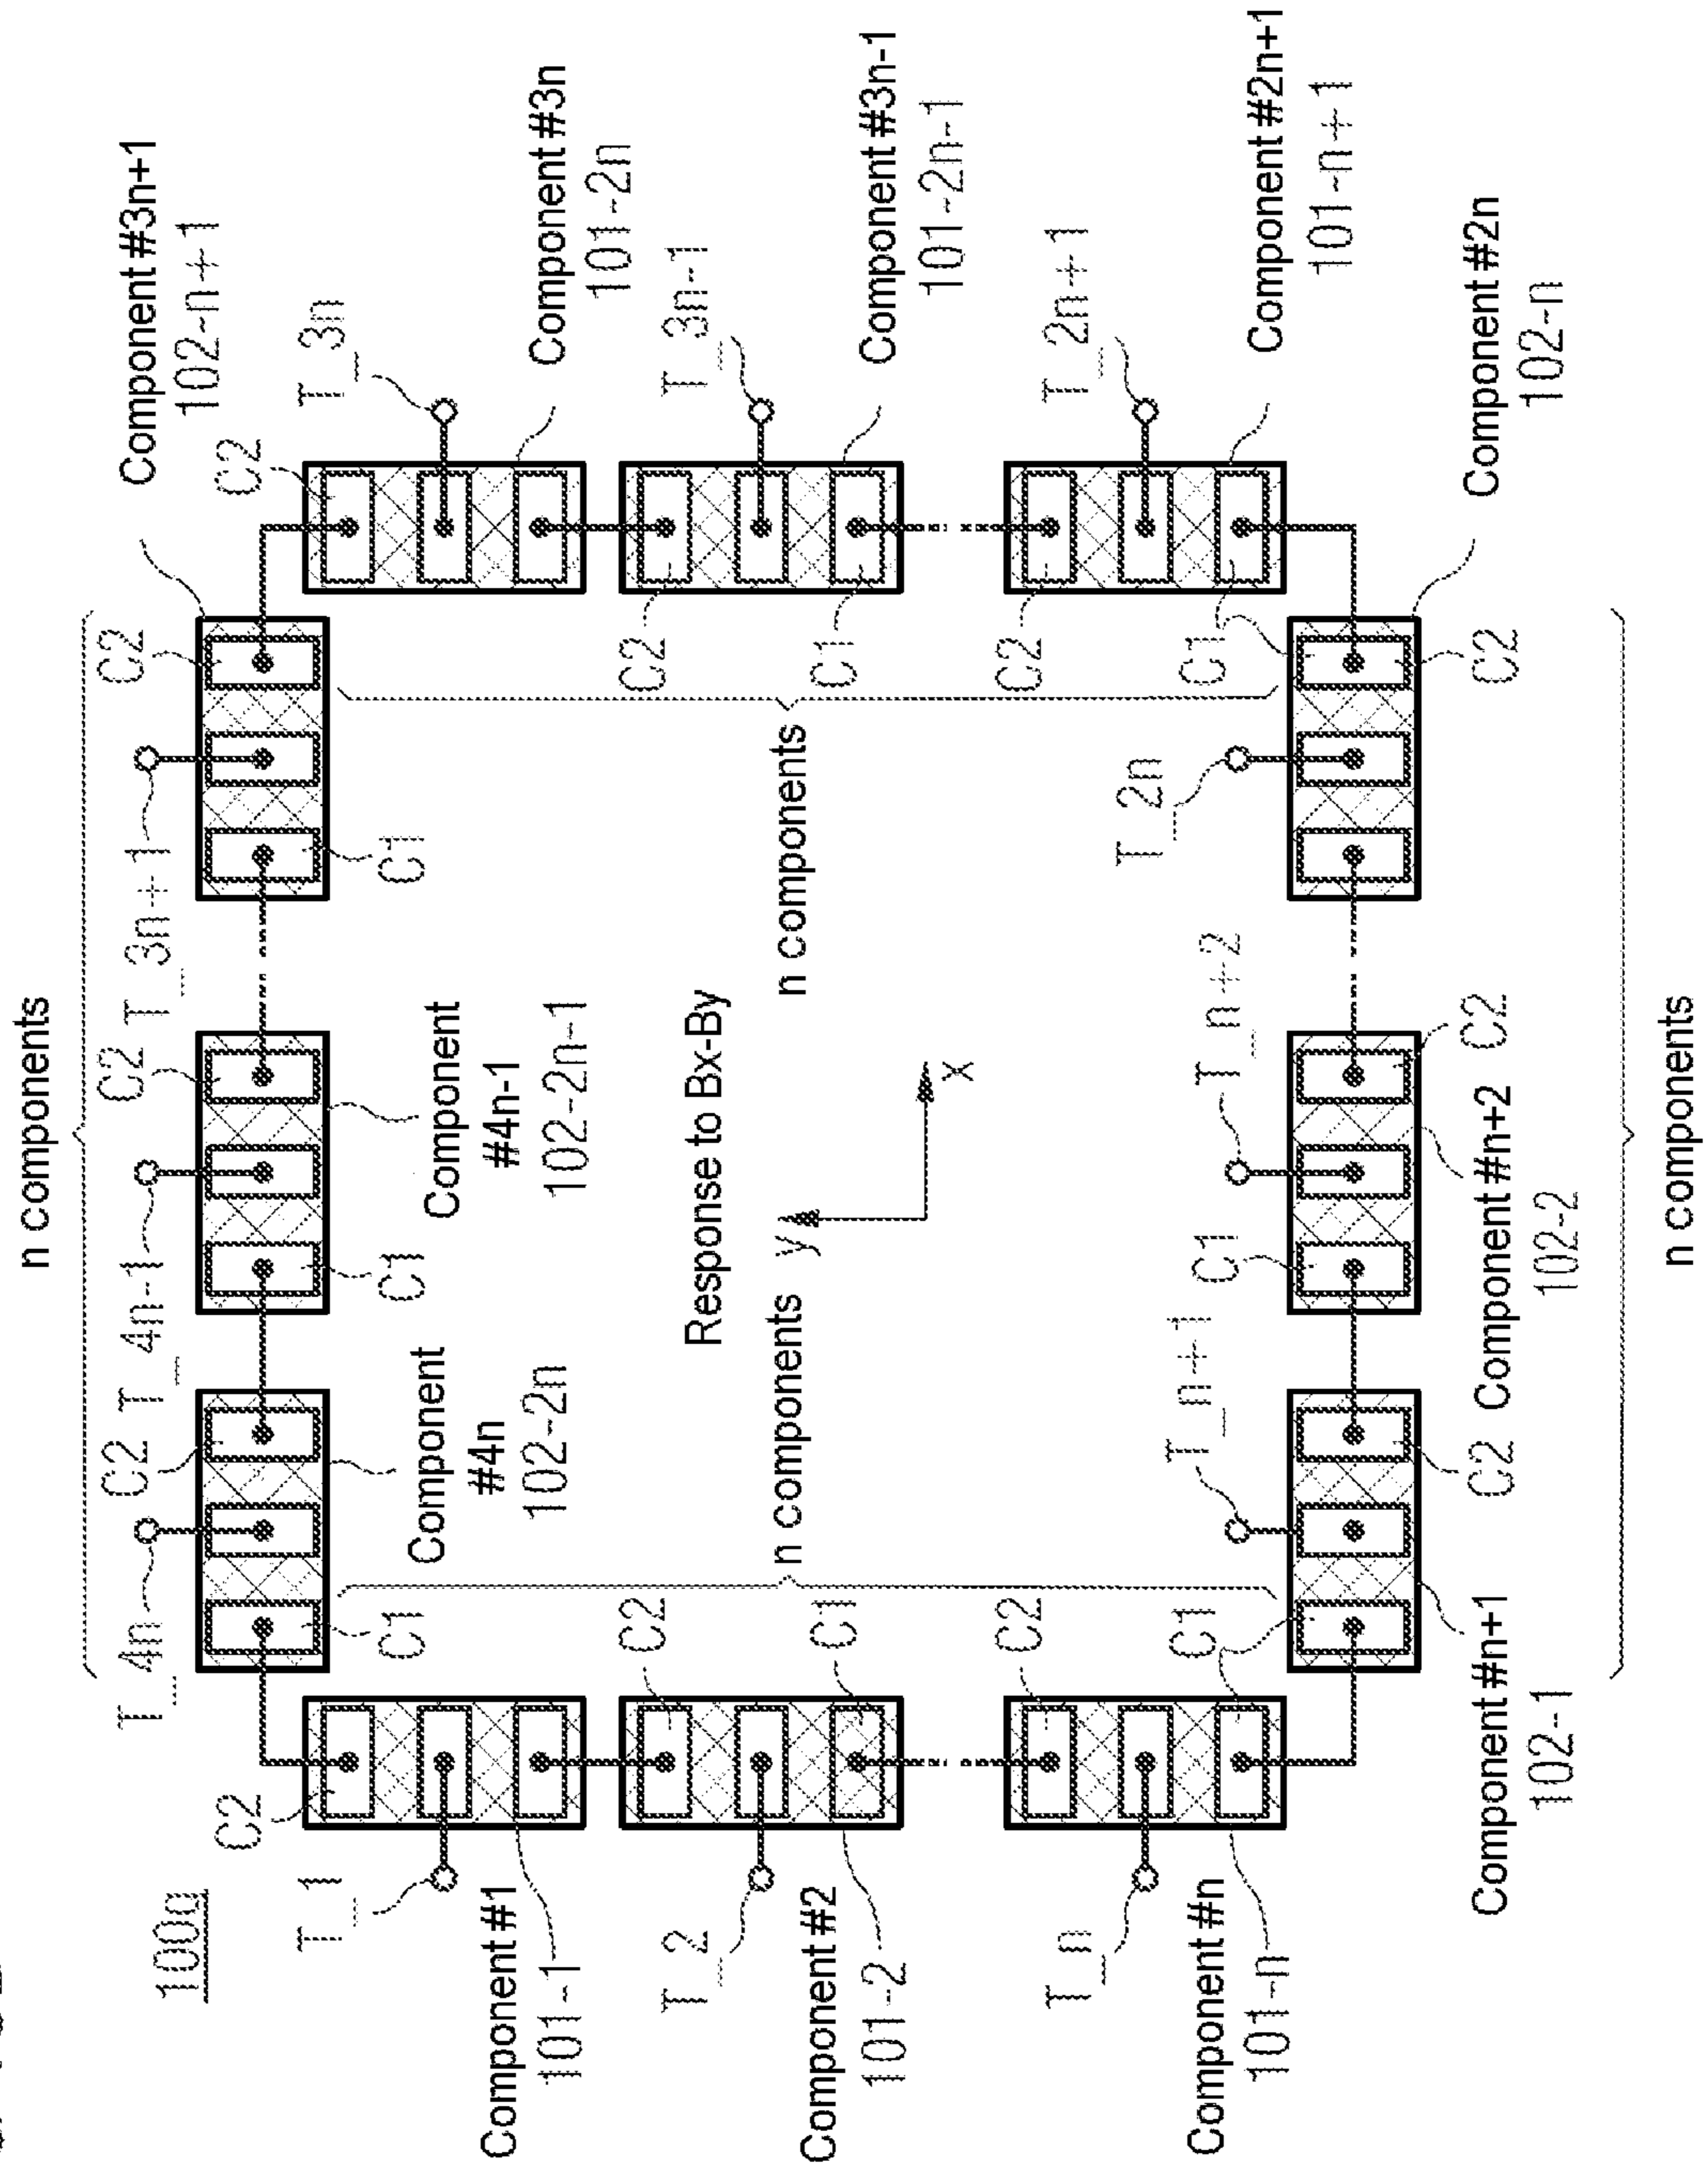 n components
T_4n
C2
T_4n-1
C2
T_3n+1
C2
Component #3n+1
102-n+1
100q
C2
C2
T_1
T_3n
C1
C1
C1
Component
#4n
102-2n
Component
#4n-1
102-2n-1
Component #1
101-1
Component #3n
101-2n
C2
C2
T_2
T_3n-1
Response to Bx-By
n components
y
x
n components
Component #2
101-2
C1
C1
Component #3n-1
101-2n-1
C2
C2
T_n
T_2n+1
T_2n
C1
T_n+1
C1
T_n+2
C1
Component #n
101-n
Component #2n+1
101-n+1
Component #n+1
102-1
C2
Component #n+2
102-2
C2
C2
Component #2n
102-n
n components